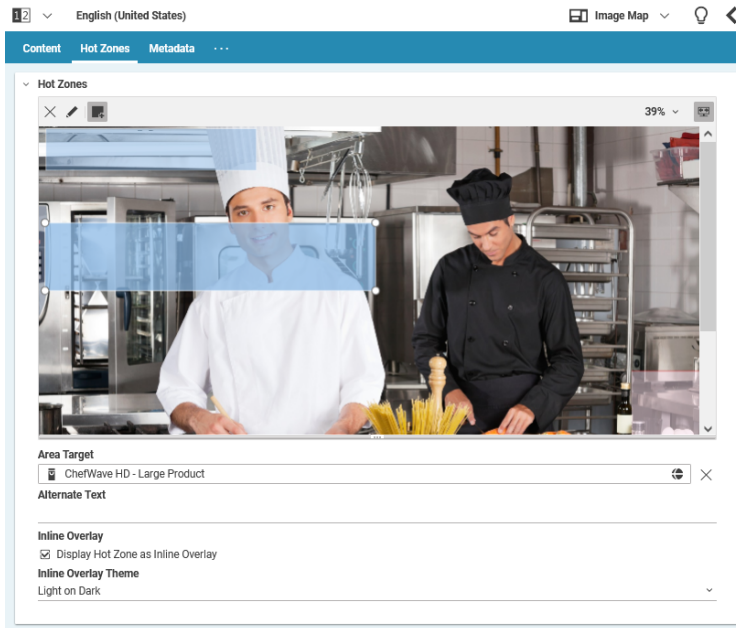 12 English (United States) Image Map
Content Hot Zones Metadata ···
Hot Zones
39%
Area Target
ChefWave HD - Large Product
Alternate Text
Inline Overlay
Display Hot Zone as Inline Overlay
Inline Overlay Theme
Light on Dark